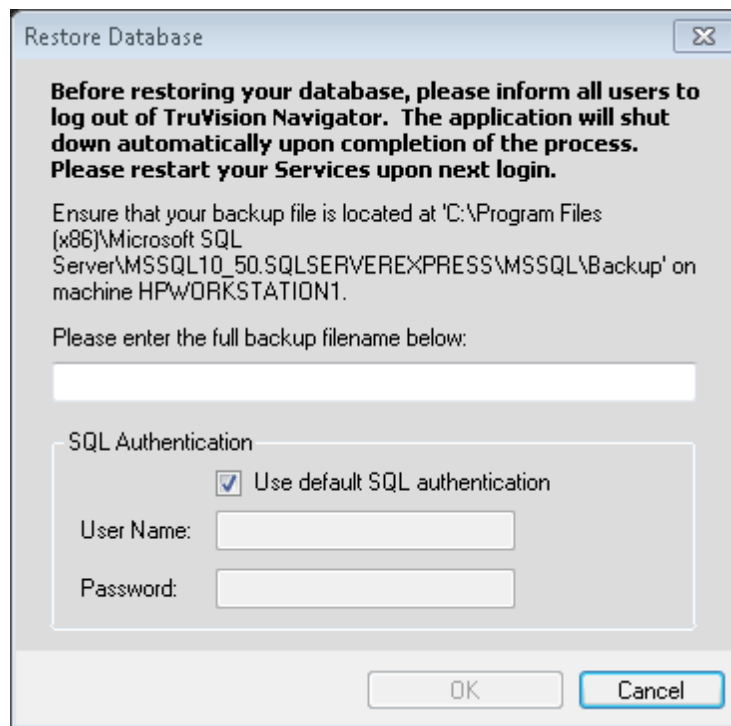 Restore Database
Before restoring your database, please inform all users to
log out of TruVision Navigator. The application will shut
down automatically upon completion of the process.
Please restart your Services upon next login.
Ensure that your backup file is located at 'C:\Program Files
(x86)\Microsoft SQL
Server\MSSQL10_50.SQLSERVEREXPRESS\MSSQL\Backup' on
machine HPWORKSTATION1.
Please enter the full backup filename below:
SQL Authentication
Use default SQL authentication
User Name:
Password:
OK
Cancel